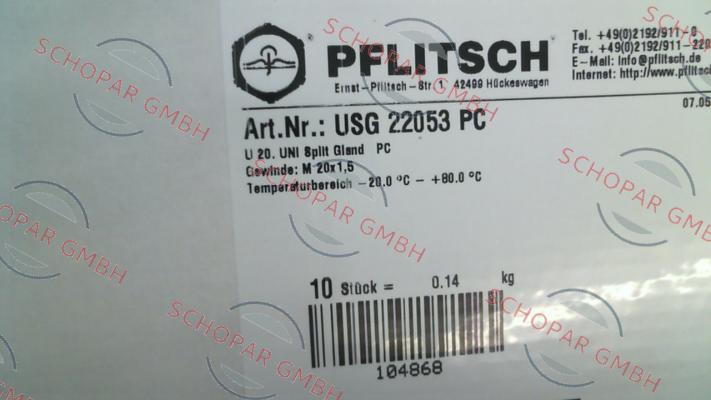 PFLITSCH
Ernst-Pflitsch-Str 1, 42499 Hückeswagen
Tel. +49(0)2192/911-0
Fax. +49(0)2192/911-220
E-Mail: info@pflitsch.de
Internet: http://www.pflitsch
07.05
Art.Nr.: USG 22053 PC
U 20. UNI Split Gland PC
Gewinde: M 20x1,5
Temperaturbereich -20.0 °C - +80.0 °C
10 Stück = 0.14 kg
104868
SCHOPAR GMBH
SCHOPAR GMBH
SCHOPAR GMBH
SCHOPAR GMBH
SCHOPAR GMBH
SCHOPAR GMBH
SCHOPAR GMBH